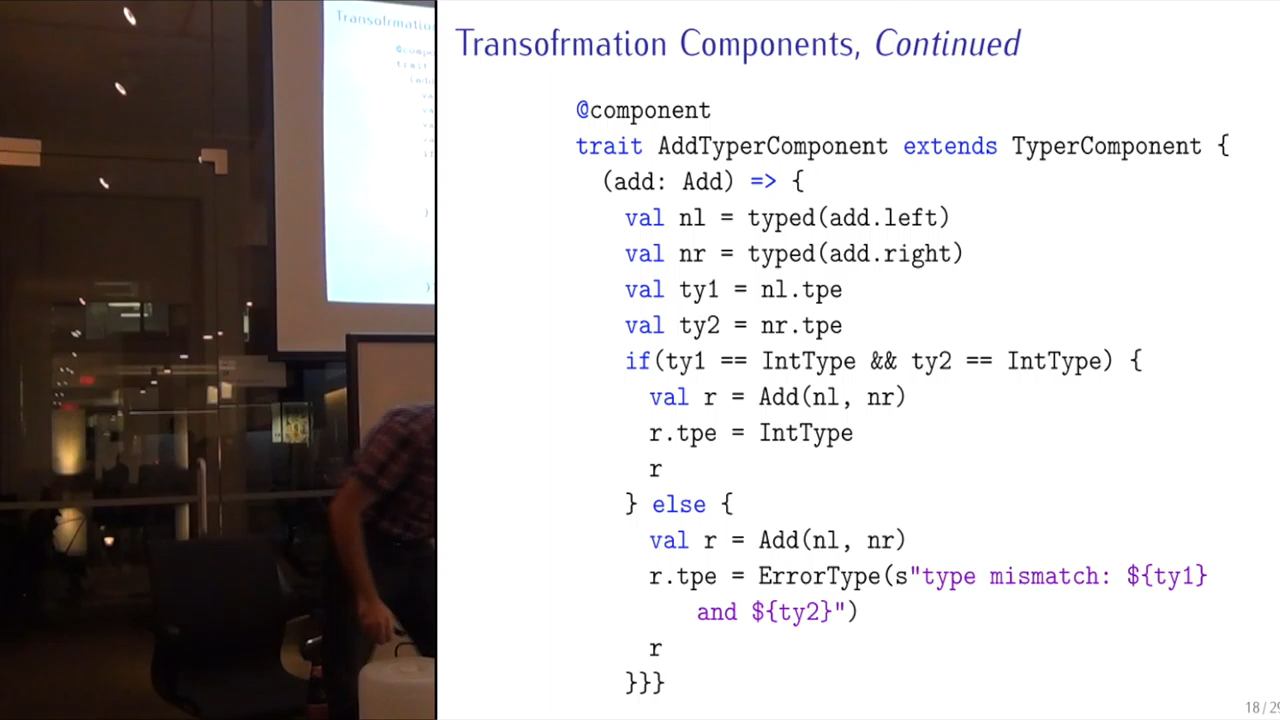 Transofrmation Components, Continued
@component
trait AddTyperComponent extends TyperComponent {
(add: Add) => {
val nl = typed(add.left)
val nr = typed(add.right)
val ty1 = nl.tpe
val ty2 = nr.tpe
if(ty1 == IntType && ty2 == IntType) {
val r = Add(nl, nr)
r.tpe = IntType
r
} else {
val r = Add(nl, nr)
r.tpe = ErrorType(s"type mismatch: ${ty1}
and ${ty2}")
r
}}}
18/29